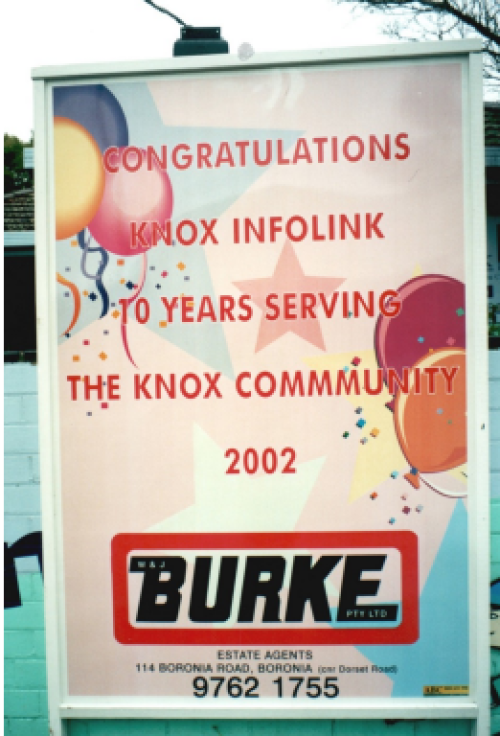 CONGRATULATIONS
KNOX INFOLINK
10 YEARS SERVING
THE KNOX COMMMUNITY
2002
W & J
BURKE
PTY LTD
ESTATE AGENTS
114 BORONIA ROAD, BORONIA (cnr Dorset Road)
9762 1755
ABC